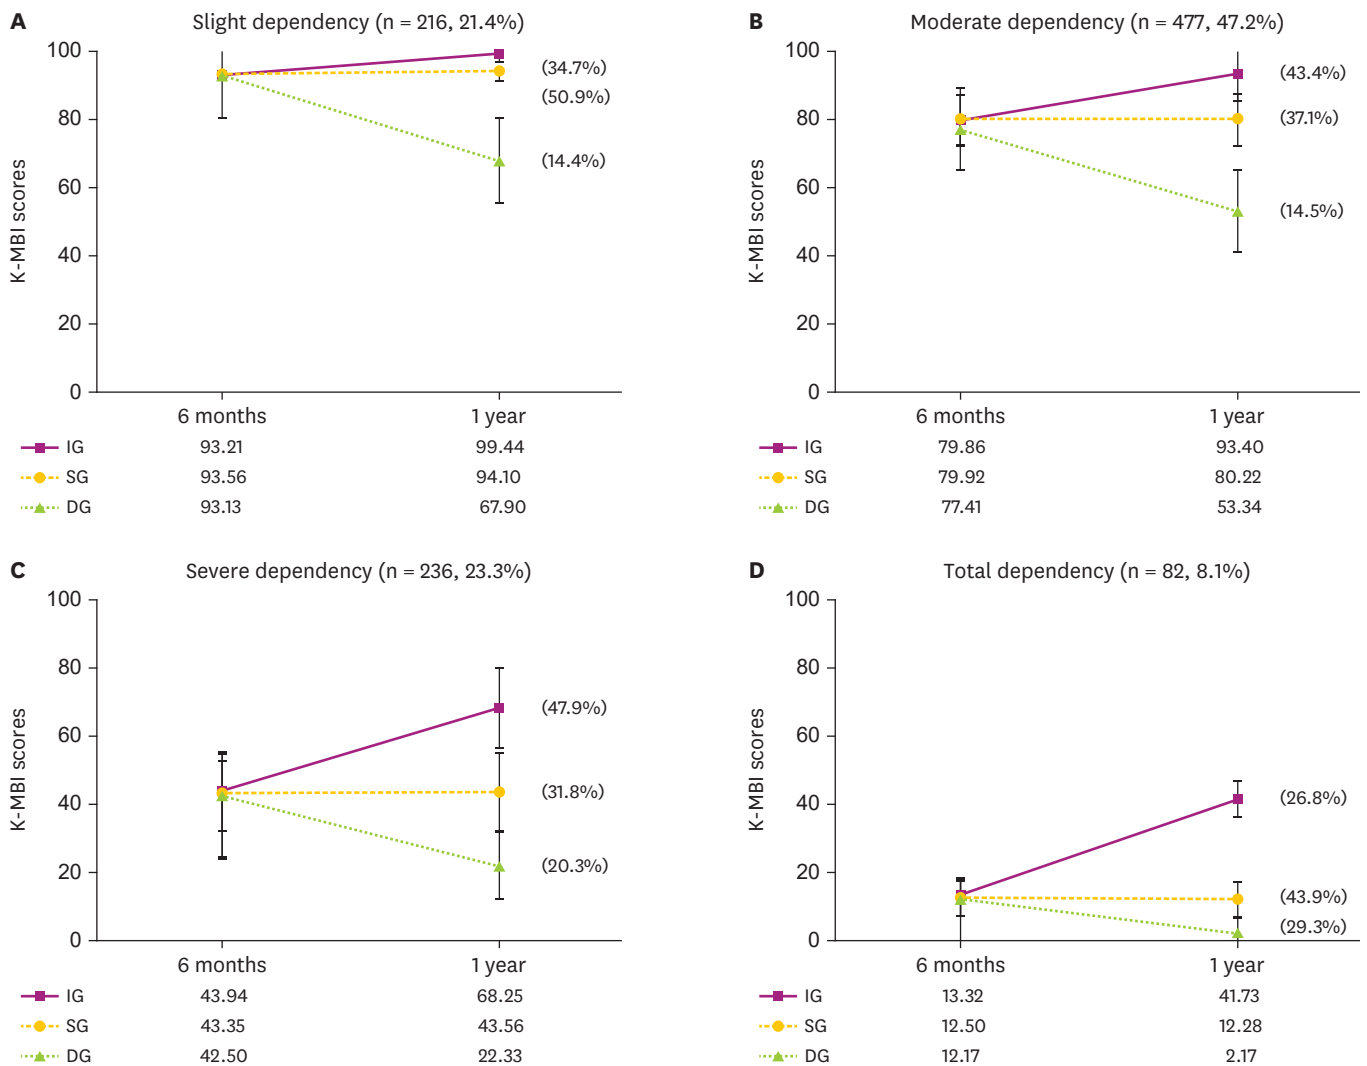 A
Slight dependency (n = 216, 21.4%)
100
80
60
40
20
0
K-MBI scores
(34.7%)
(50.9%)
(14.4%)
6 months 1 year
IG 93.21 99.44
SG 93.56 94.10
DG 93.13 67.90
B
Moderate dependency (n = 477, 47.2%)
100
80
60
40
20
0
K-MBI scores
(43.4%)
(37.1%)
(14.5%)
6 months 1 year
IG 79.86 93.40
SG 79.92 80.22
DG 77.41 53.34
C
Severe dependency (n = 236, 23.3%)
100
80
60
40
20
0
K-MBI scores
(47.9%)
(31.8%)
(20.3%)
6 months 1 year
IG 43.94 68.25
SG 43.35 43.56
DG 42.50 22.33
D
Total dependency (n = 82, 8.1%)
100
80
60
40
20
0
K-MBI scores
(26.8%)
(43.9%)
(29.3%)
6 months 1 year
IG 13.32 41.73
SG 12.50 12.28
DG 12.17 2.17